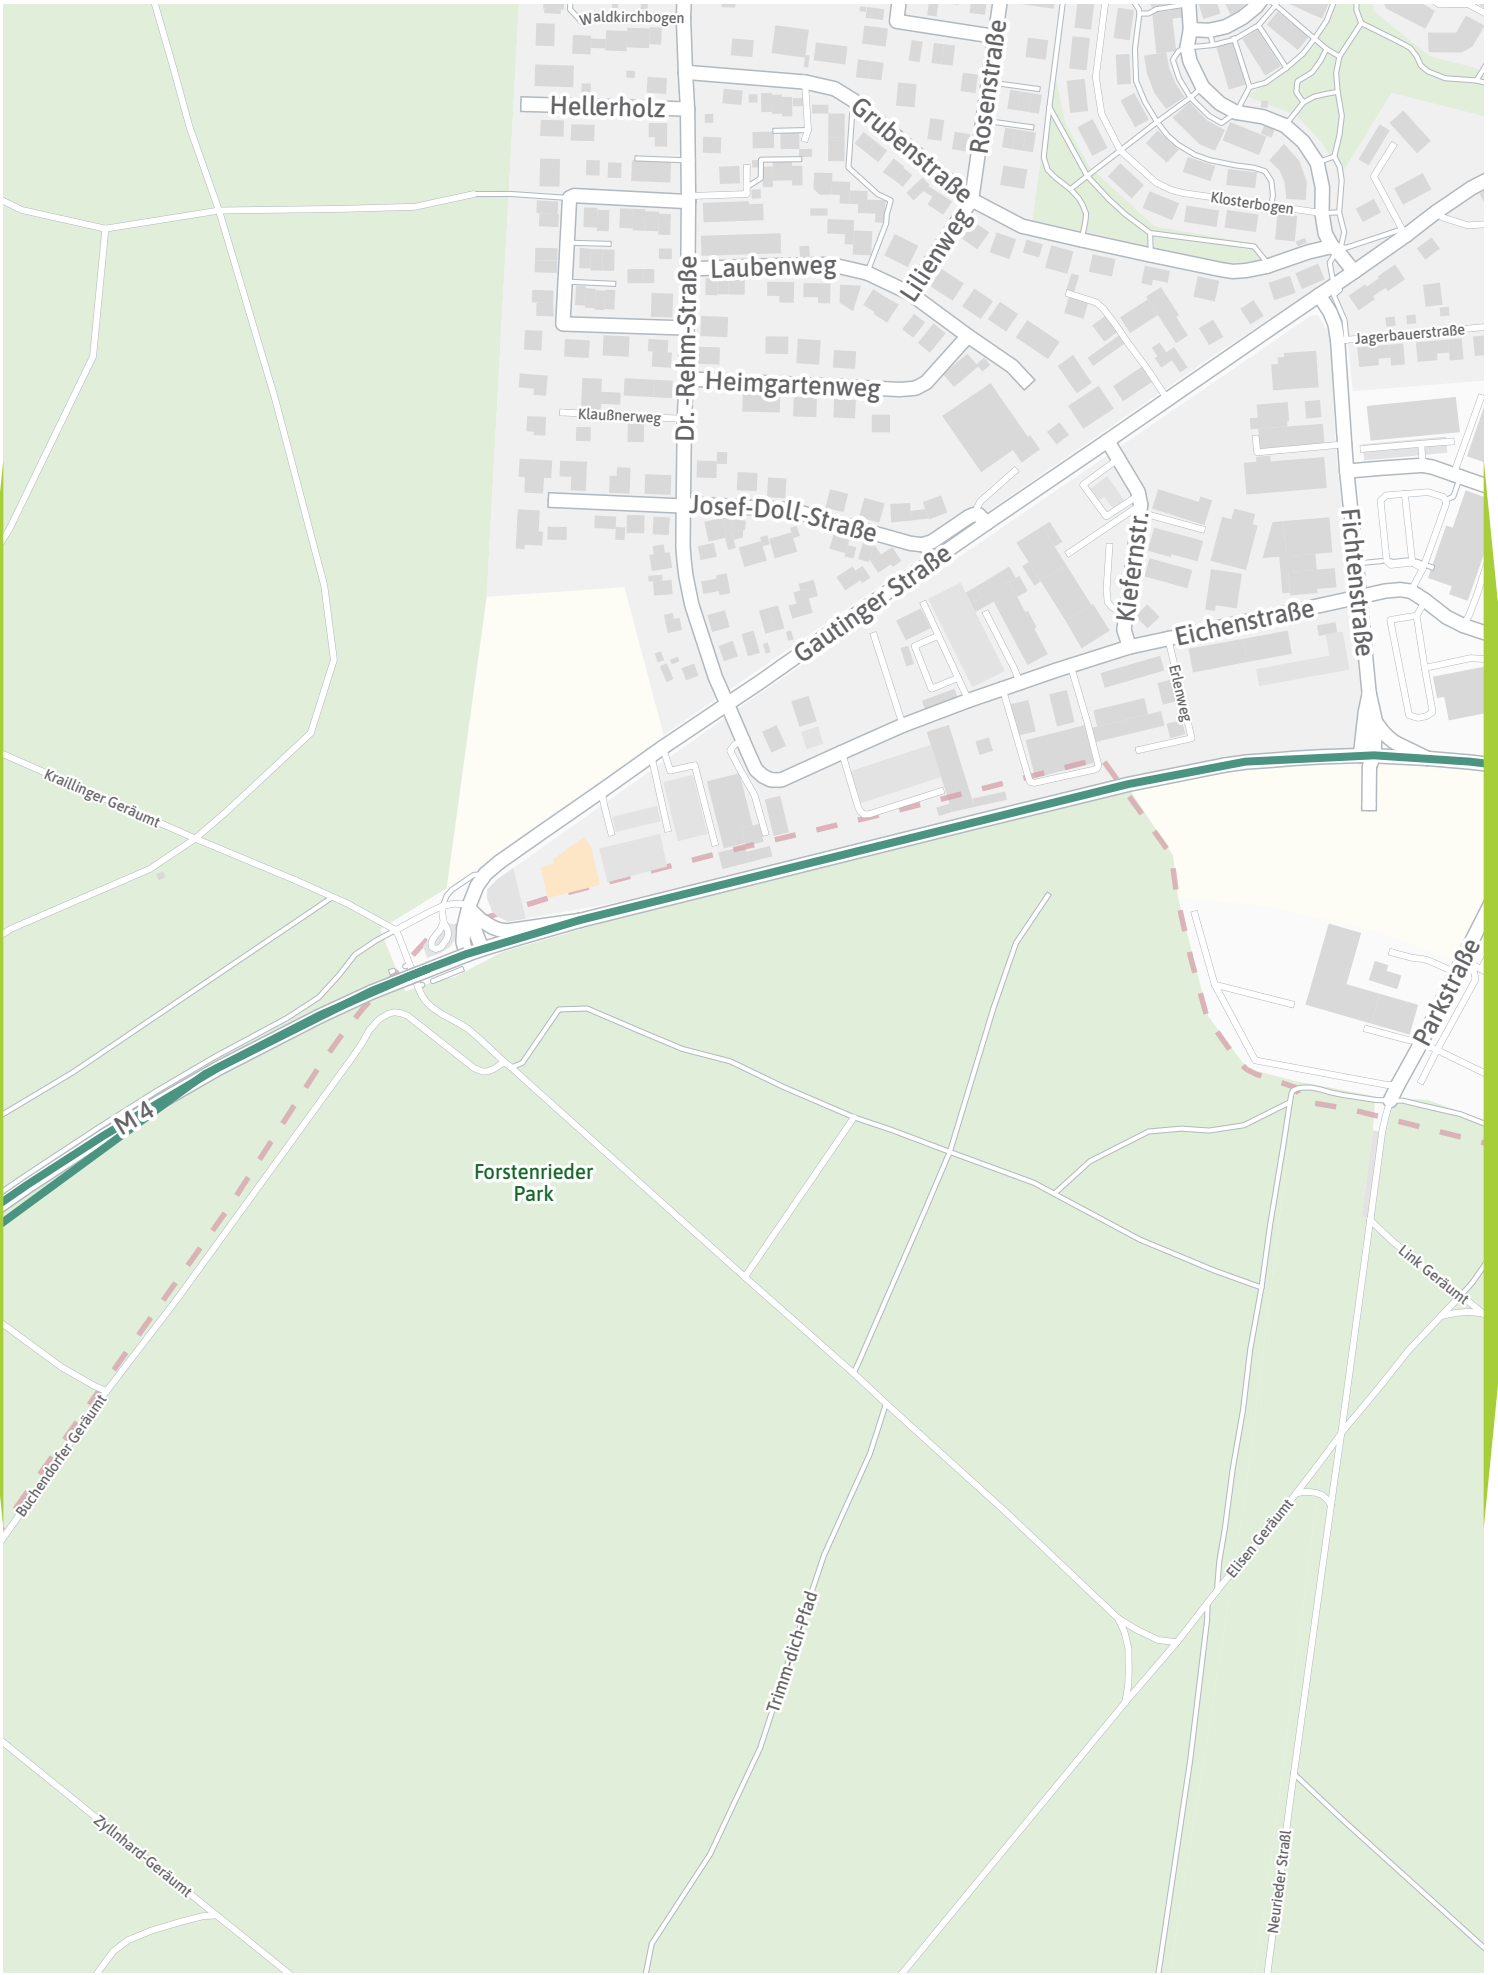 Waldkirchbogen
Hellerholz
Rosenstraße
Grubenstraße
Klosterbogen
Lilienweg
Laubenweg
Dr.-Rehm-Straße
Jagerbauerstraße
Heimgartenweg
Klaußnerweg
Josef-Doll-Straße
Gautinger Straße
Kiefernstr.
Fichtenstraße
Eichenstraße
Erlenweg
Kraillinger Geräumt
Parkstraße
M 4
Forstenrieder
Park
Link Geräumt
Buchendorfer Geräumt
Elisen Geräumt
Trimm-dich-Pfad
Zyllnhard-Geräumt
Neurieder Straßl